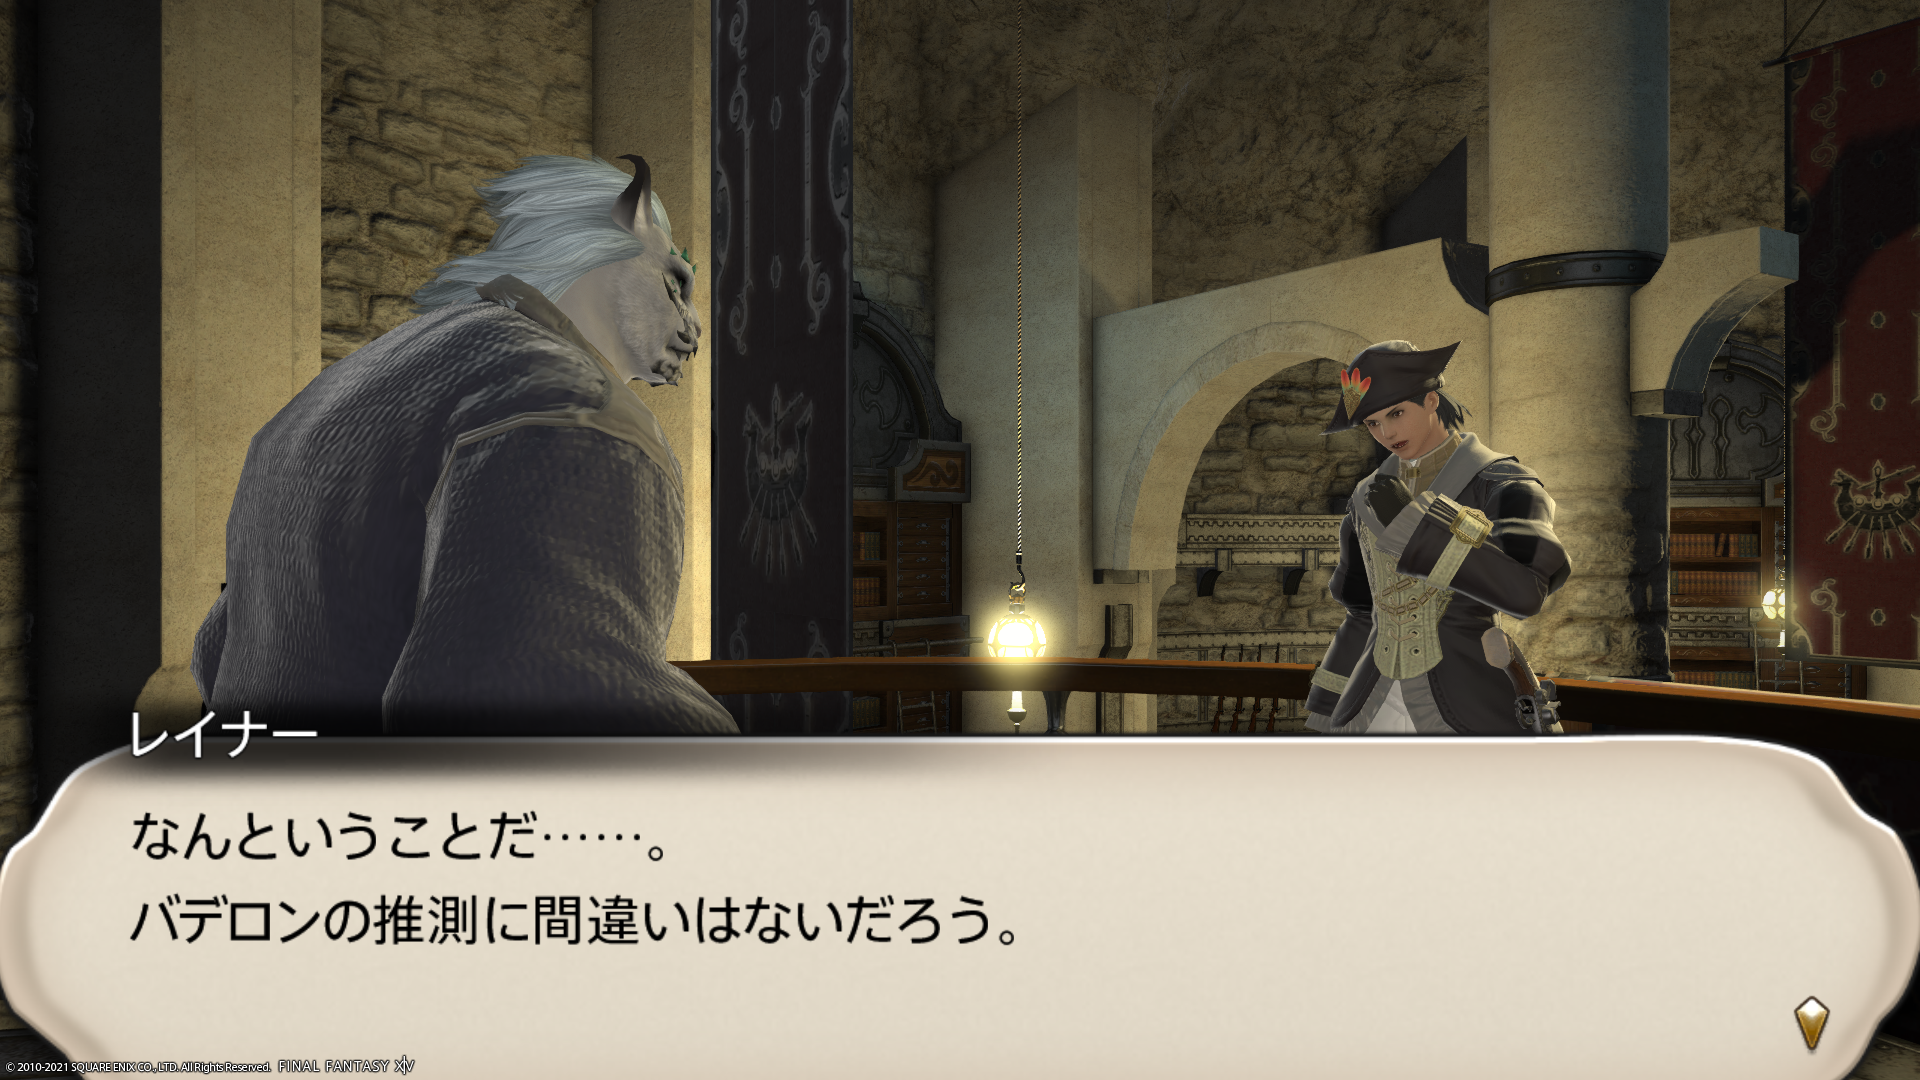 レイナー
なんということだ……。
バデロンの推測に間違いはないだろう。
© 2010-2021 SQUARE ENIX CO., LTD. All Rights Reserved. FINAL FANTASY XIV